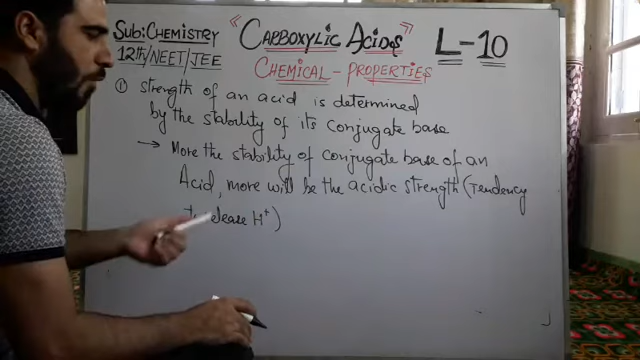 Sub: CHEMISTRY
12th/NEET/JEE
"CARBOXYLIC ACIDS"
L-10
CHEMICAL - PROPERTIES
① Strength of an acid is determined
by the stability of its conjugate base
→ More the stability of conjugate base of an
Acid, more will be the acidic strength (Tendency
H⁺)